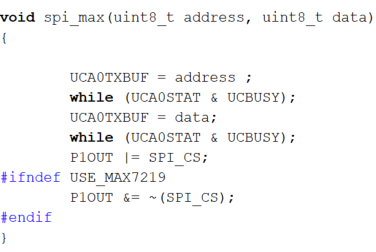 void spi_max(uint8_t address, uint8_t data)
{
UCA0TXBUF = address ;
while (UCA0STAT & UCBUSY);
UCA0TXBUF = data;
while (UCA0STAT & UCBUSY);
P1OUT |= SPI_CS;
#ifndef USE_MAX7219
P1OUT &= ~(SPI_CS);
#endif
}